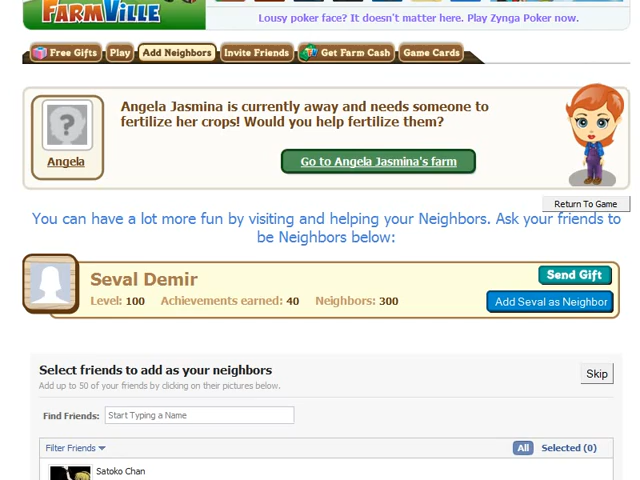 FARMVILLE
Lousy poker face? It doesn't matter here. Play Zynga Poker now.
Free Gifts
Play
Add Neighbors
Invite Friends
Get Farm Cash
Game Cards
Angela Jasmina is currently away and needs someone to
fertilize her crops! Would you help fertilize them?
?
Angela
Go to Angela Jasmina's farm
Return To Game
You can have a lot more fun by visiting and helping your Neighbors. Ask your friends to
be Neighbors below:
Seval Demir
Send Gift
Level: 100 Achievements earned: 40 Neighbors: 300
Add Seval as Neighbor
Select friends to add as your neighbors
Skip
Add up to 50 of your friends by clicking on their pictures below.
Find Friends: Start Typing a Name
Filter Friends
All
Selected (0)
Satoko Chan